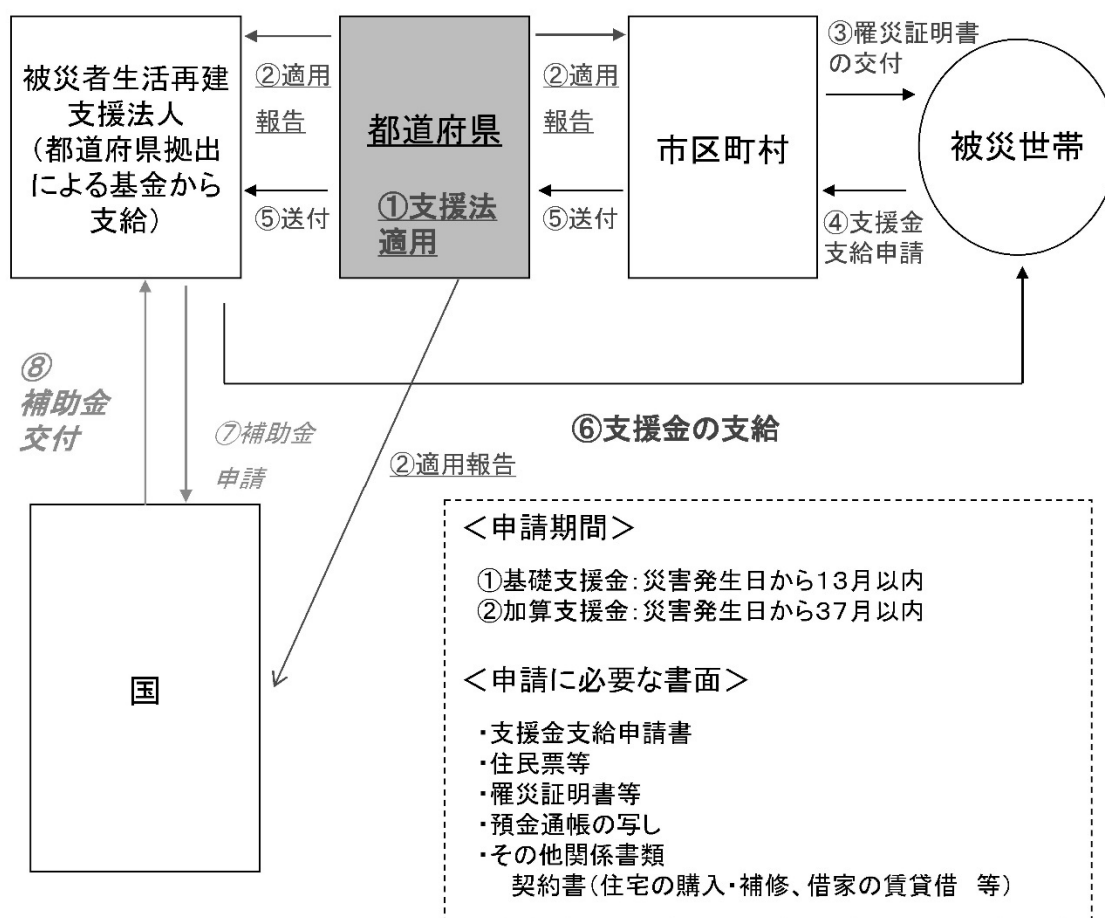 被災者生活再建
支援法人
（都道府県拠出
による基金から
支給）
②適用
報告
⑤送付
都道府県
①支援法
適用
②適用
報告
⑤送付
市区町村
③罹災証明書
の交付
④支援金
支給申請
被災世帯
⑧
補助金
交付
⑦補助金
申請
②適用報告
⑥支援金の支給
国
＜申請期間＞
①基礎支援金：災害発生日から１３月以内
②加算支援金：災害発生日から３７月以内
＜申請に必要な書面＞
・支援金支給申請書
・住民票等
・罹災証明書等
・預金通帳の写し
・その他関係書類
契約書（住宅の購入・補修、借家の賃貸借　等）